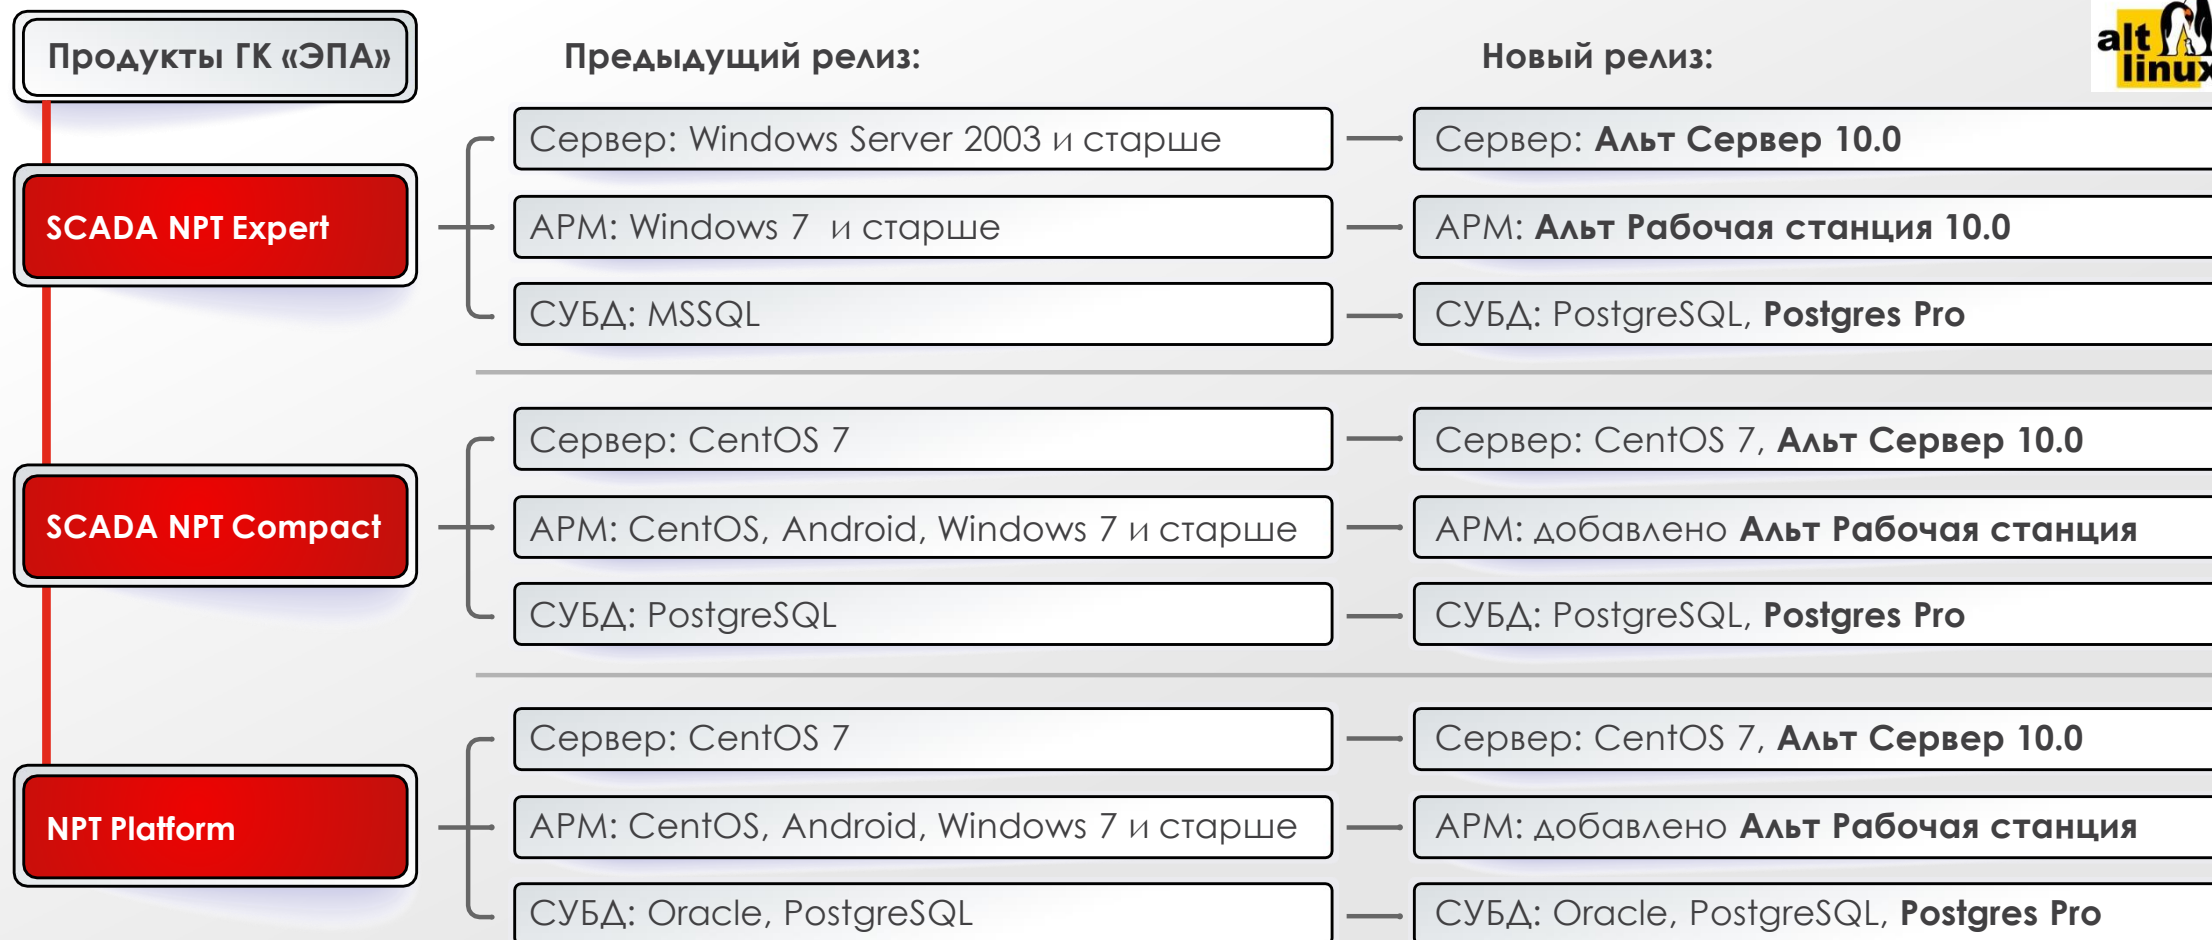 Продукты ГК «ЭПА»
Предыдущий релиз:
Новый релиз:
alt
linux
SCADA NPT Expert
Сервер: Windows Server 2003 и старше
Сервер: Альт Сервер 10.0
АРМ: Windows 7 и старше
АРМ: Альт Рабочая станция 10.0
СУБД: MSSQL
СУБД: PostgreSQL, Postgres Pro
SCADA NPT Compact
Сервер: CentOS 7
Сервер: CentOS 7, Альт Сервер 10.0
АРМ: CentOS, Android, Windows 7 и старше
АРМ: добавлено Альт Рабочая станция
СУБД: PostgreSQL
СУБД: PostgreSQL, Postgres Pro
NPT Platform
Сервер: CentOS 7
Сервер: CentOS 7, Альт Сервер 10.0
АРМ: CentOS, Android, Windows 7 и старше
АРМ: добавлено Альт Рабочая станция
СУБД: Oracle, PostgreSQL
СУБД: Oracle, PostgreSQL, Postgres Pro